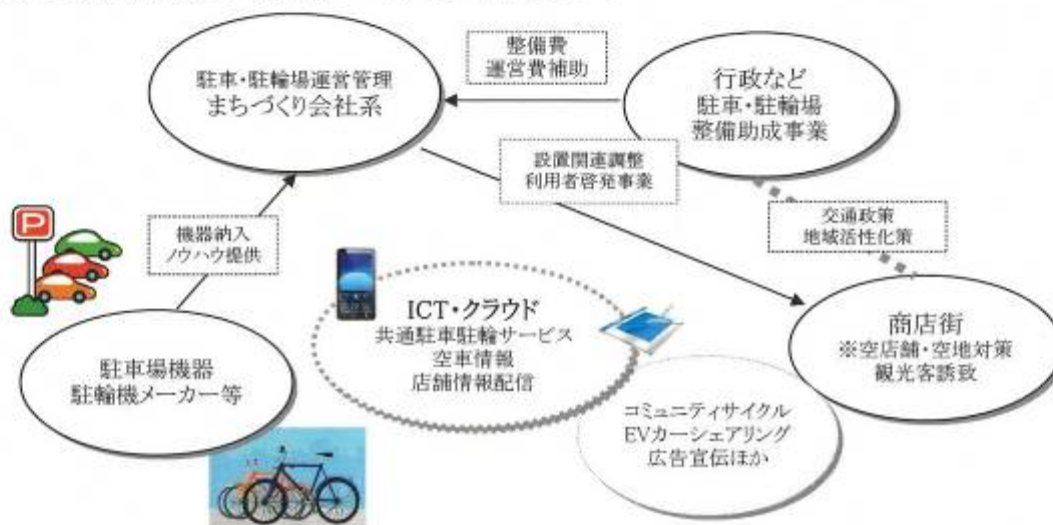 整備費
運営費補助
駐車・駐輪場運営管理
まちづくり会社系
行政など
駐車・駐輪場
整備助成事業
設置関連調整
利用者啓発事業
交通政策
地域活性化策
P
機器納入
ノウハウ提供
ICT・クラウド
共通駐車駐輪サービス
空車情報
店舗情報配信
商店街
※空店舗・空地対策
観光客誘致
駐車場機器
駐輪機メーカー等
コミュニティサイクル
EVカーシェアリング
広告宣伝ほか